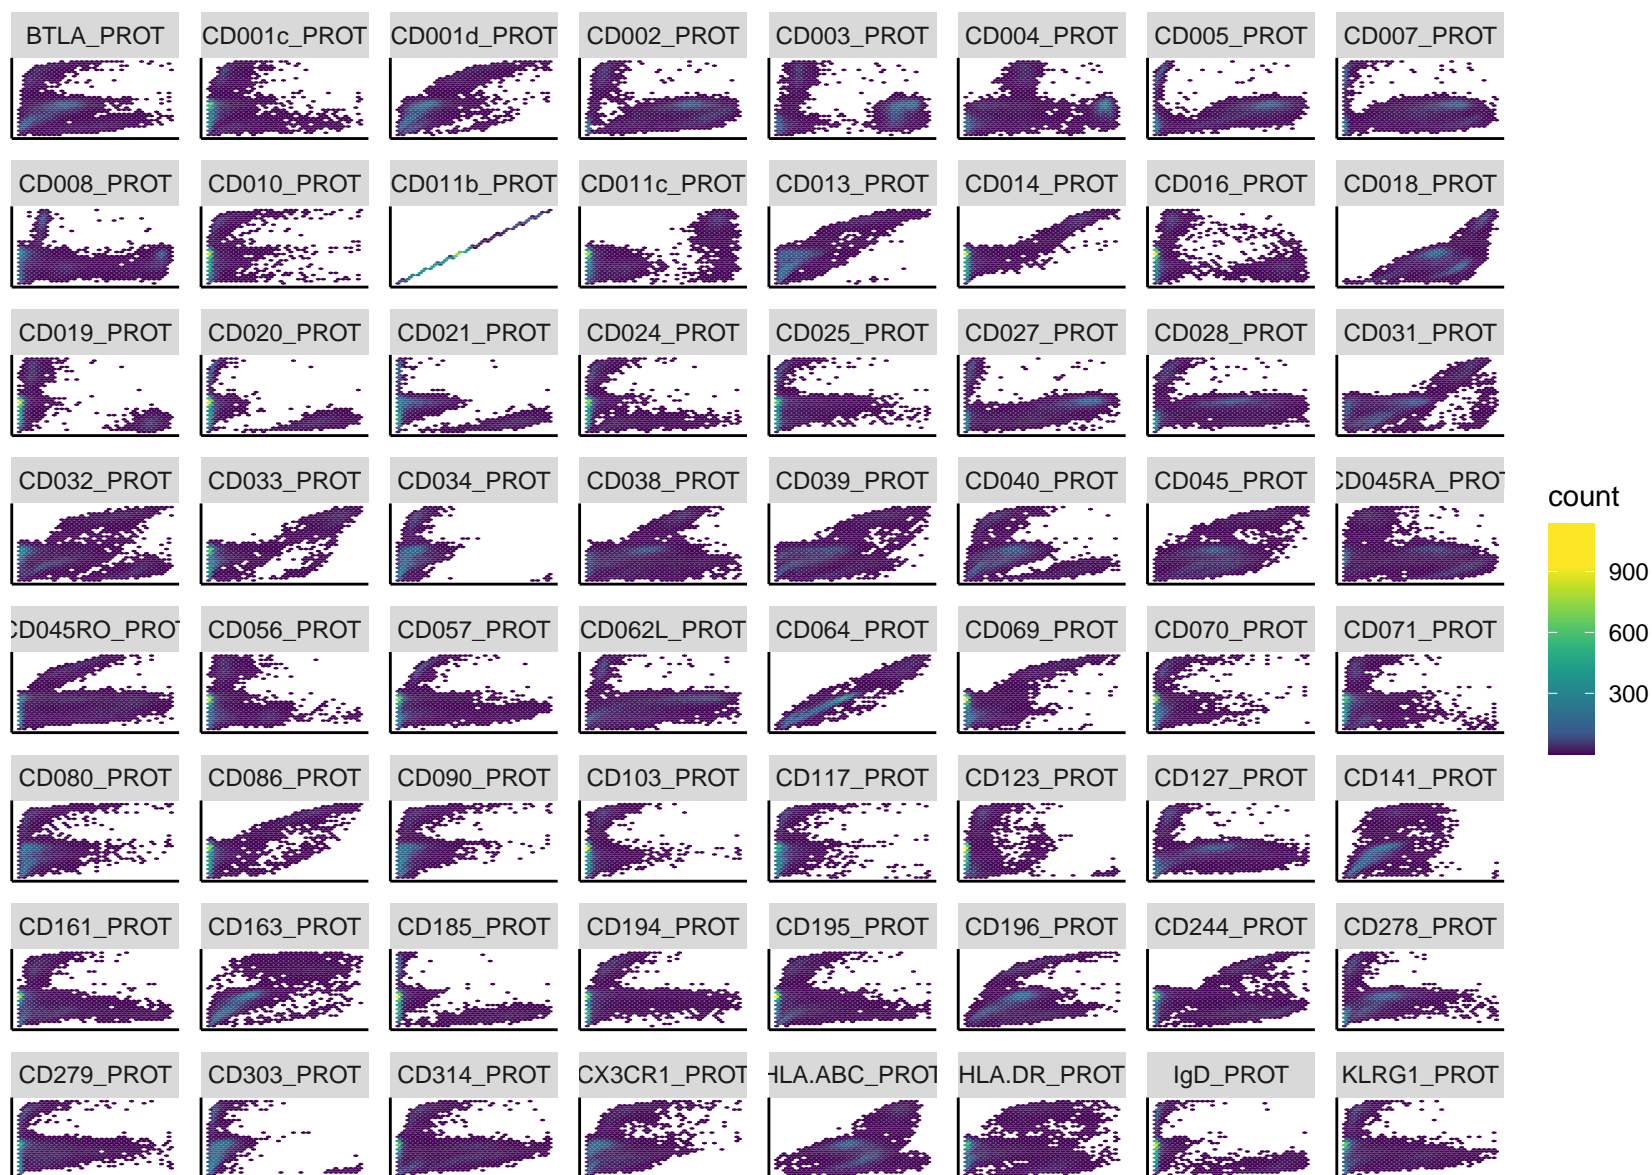 BTLA_PROT CD001c_PROT CD001d_PROT CD002_PROT CD003_PROT CD004_PROT CD005_PROT CD007_PROT
CD008_PROT CD010_PROT CD011b_PROT CD011c_PROT CD013_PROT CD014_PROT CD016_PROT CD018_PROT
CD019_PROT CD020_PROT CD021_PROT CD024_PROT CD025_PROT CD027_PROT CD028_PROT CD031_PROT
CD032_PROT CD033_PROT CD034_PROT CD038_PROT CD039_PROT CD040_PROT CD045_PROT CD045RA_PROT
CD045RO_PROT CD056_PROT CD057_PROT CD062L_PROT CD064_PROT CD069_PROT CD070_PROT CD071_PROT
CD080_PROT CD086_PROT CD090_PROT CD103_PROT CD117_PROT CD123_PROT CD127_PROT CD141_PROT
CD161_PROT CD163_PROT CD185_PROT CD194_PROT CD195_PROT CD196_PROT CD244_PROT CD278_PROT
CD279_PROT CD303_PROT CD314_PROT CX3CR1_PROT HLA.ABC_PROT HLA.DR_PROT IgD_PROT KLRG1_PROT
count
900
600
300